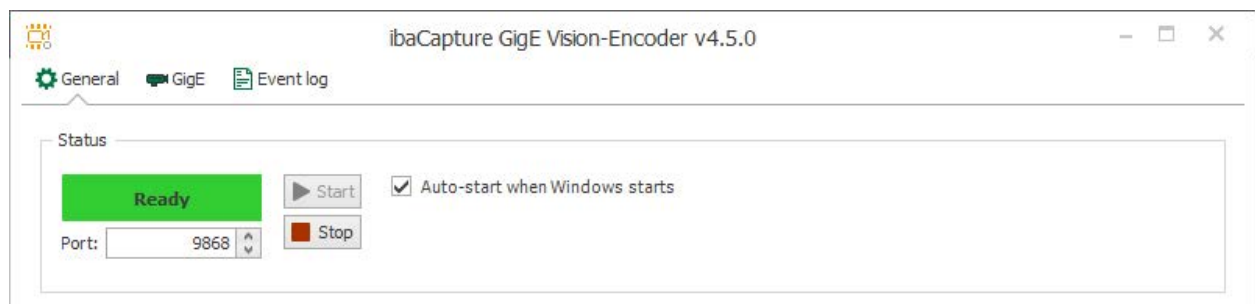 ibaCapture GigE Vision-Encoder v4.5.0
General GigE Event log
Status
Ready Start Auto-start when Windows starts
Port: 9868 Stop